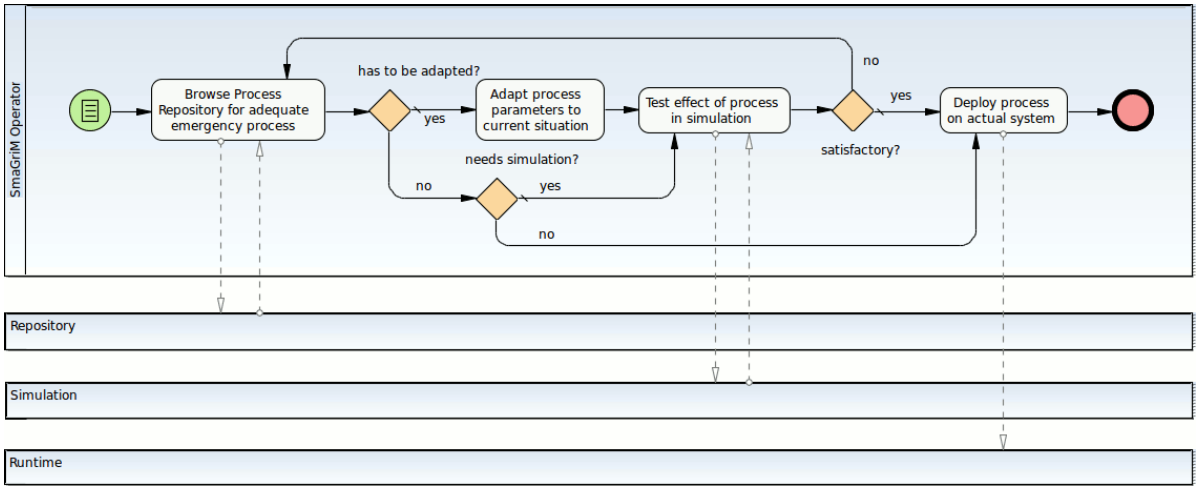 SmaGriM Operator
Browse Process
Repository for adequate
emergency process
has to be adapted?
yes
no
Adapt process
parameters to
current situation
needs simulation?
yes
no
Test effect of process
in simulation
no
yes
satisfactory?
Deploy process
on actual system
Repository
Simulation
Runtime